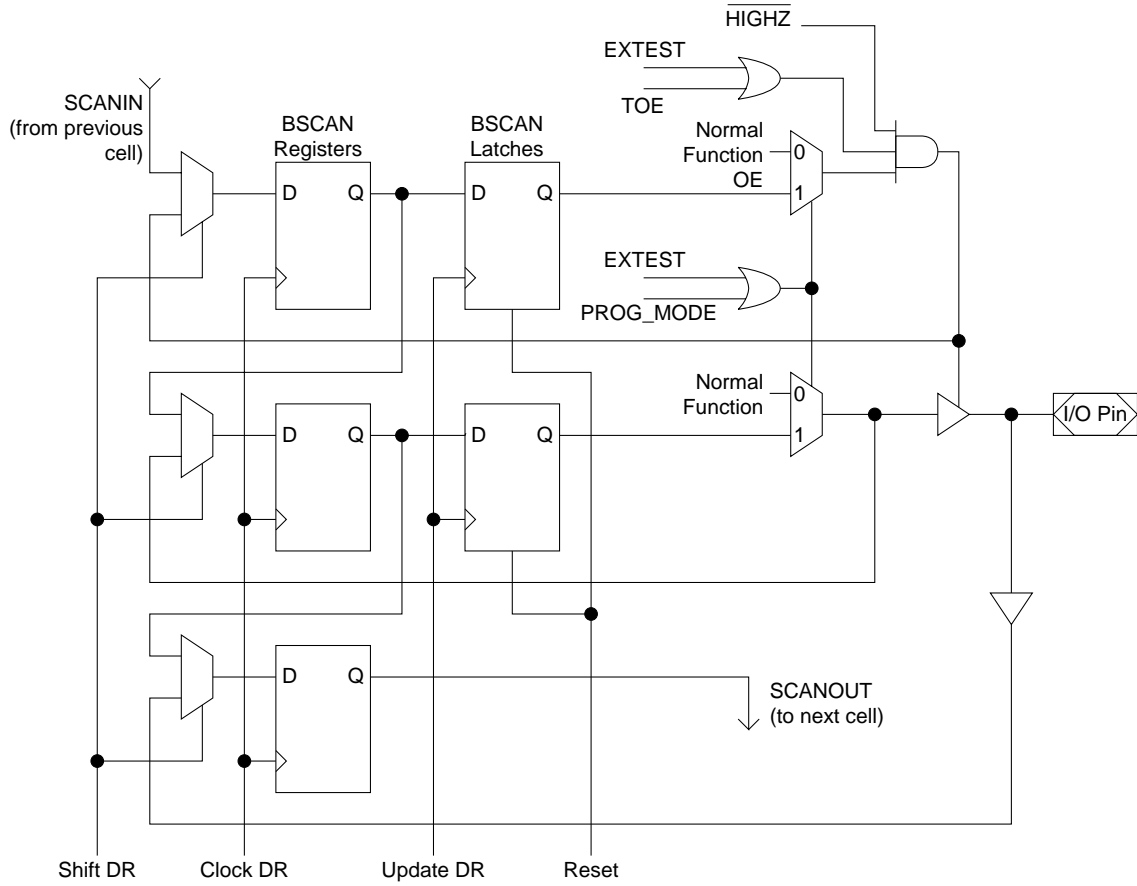 HIGHZ
EXTEST
TOE
SCANIN
(from previous
cell)
BSCAN
Registers
BSCAN
Latches
Normal
Function
OE
0
1
D
Q
D
Q
EXTEST
PROG_MODE
Normal
Function
0
1
I/O Pin
D
Q
D
Q
D
Q
SCANOUT
(to next cell)
Shift DR
Clock DR
Update DR
Reset